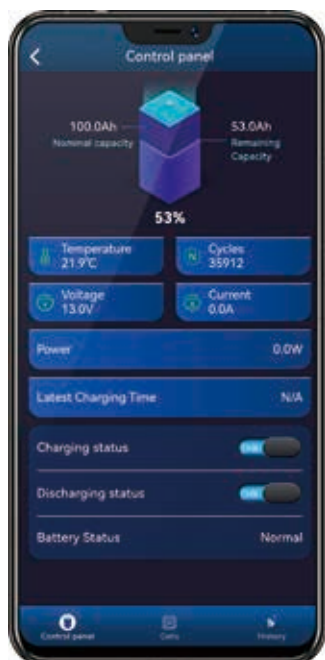 Control panel
100.0Ah
Nominal capacity
53.0Ah
Remaining
Capacity
53%
Temperature
21.9℃
Cycles
35912
Voltage
13.0V
Current
0.0A
Power 0.0W
Latest Charging Time N/A
Charging status
Discharging status
Battery Status Normal
Control panel Cells History